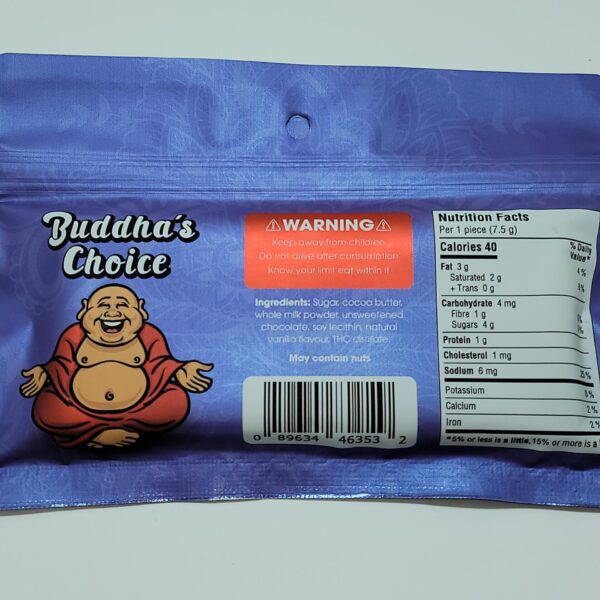 Buddha's
Choice
WARNING
Keep away from children
Do not drive after consumption
Know your limit eat within it
Ingredients: Sugar, cocoa butter,
whole milk powder, unsweetened
chocolate, soy lecithin, natural
vanilla flavour, THC distillate.
May contain nuts
0 89634 46353 2
Nutrition Facts
Per 1 piece (7.5 g)
Calories 40
% Daily
Value*
Fat 3 g 4 %
Saturated 2 g
+ Trans 0 g
Carbohydrate 4 mg
Fibre 1 g
Sugars 4 g
Protein 1 g
Cholesterol 1 mg
Sodium 6 mg
Potassium
Calcium 2 %
Iron 2 %
*5% or less is a little, 15% or more is a